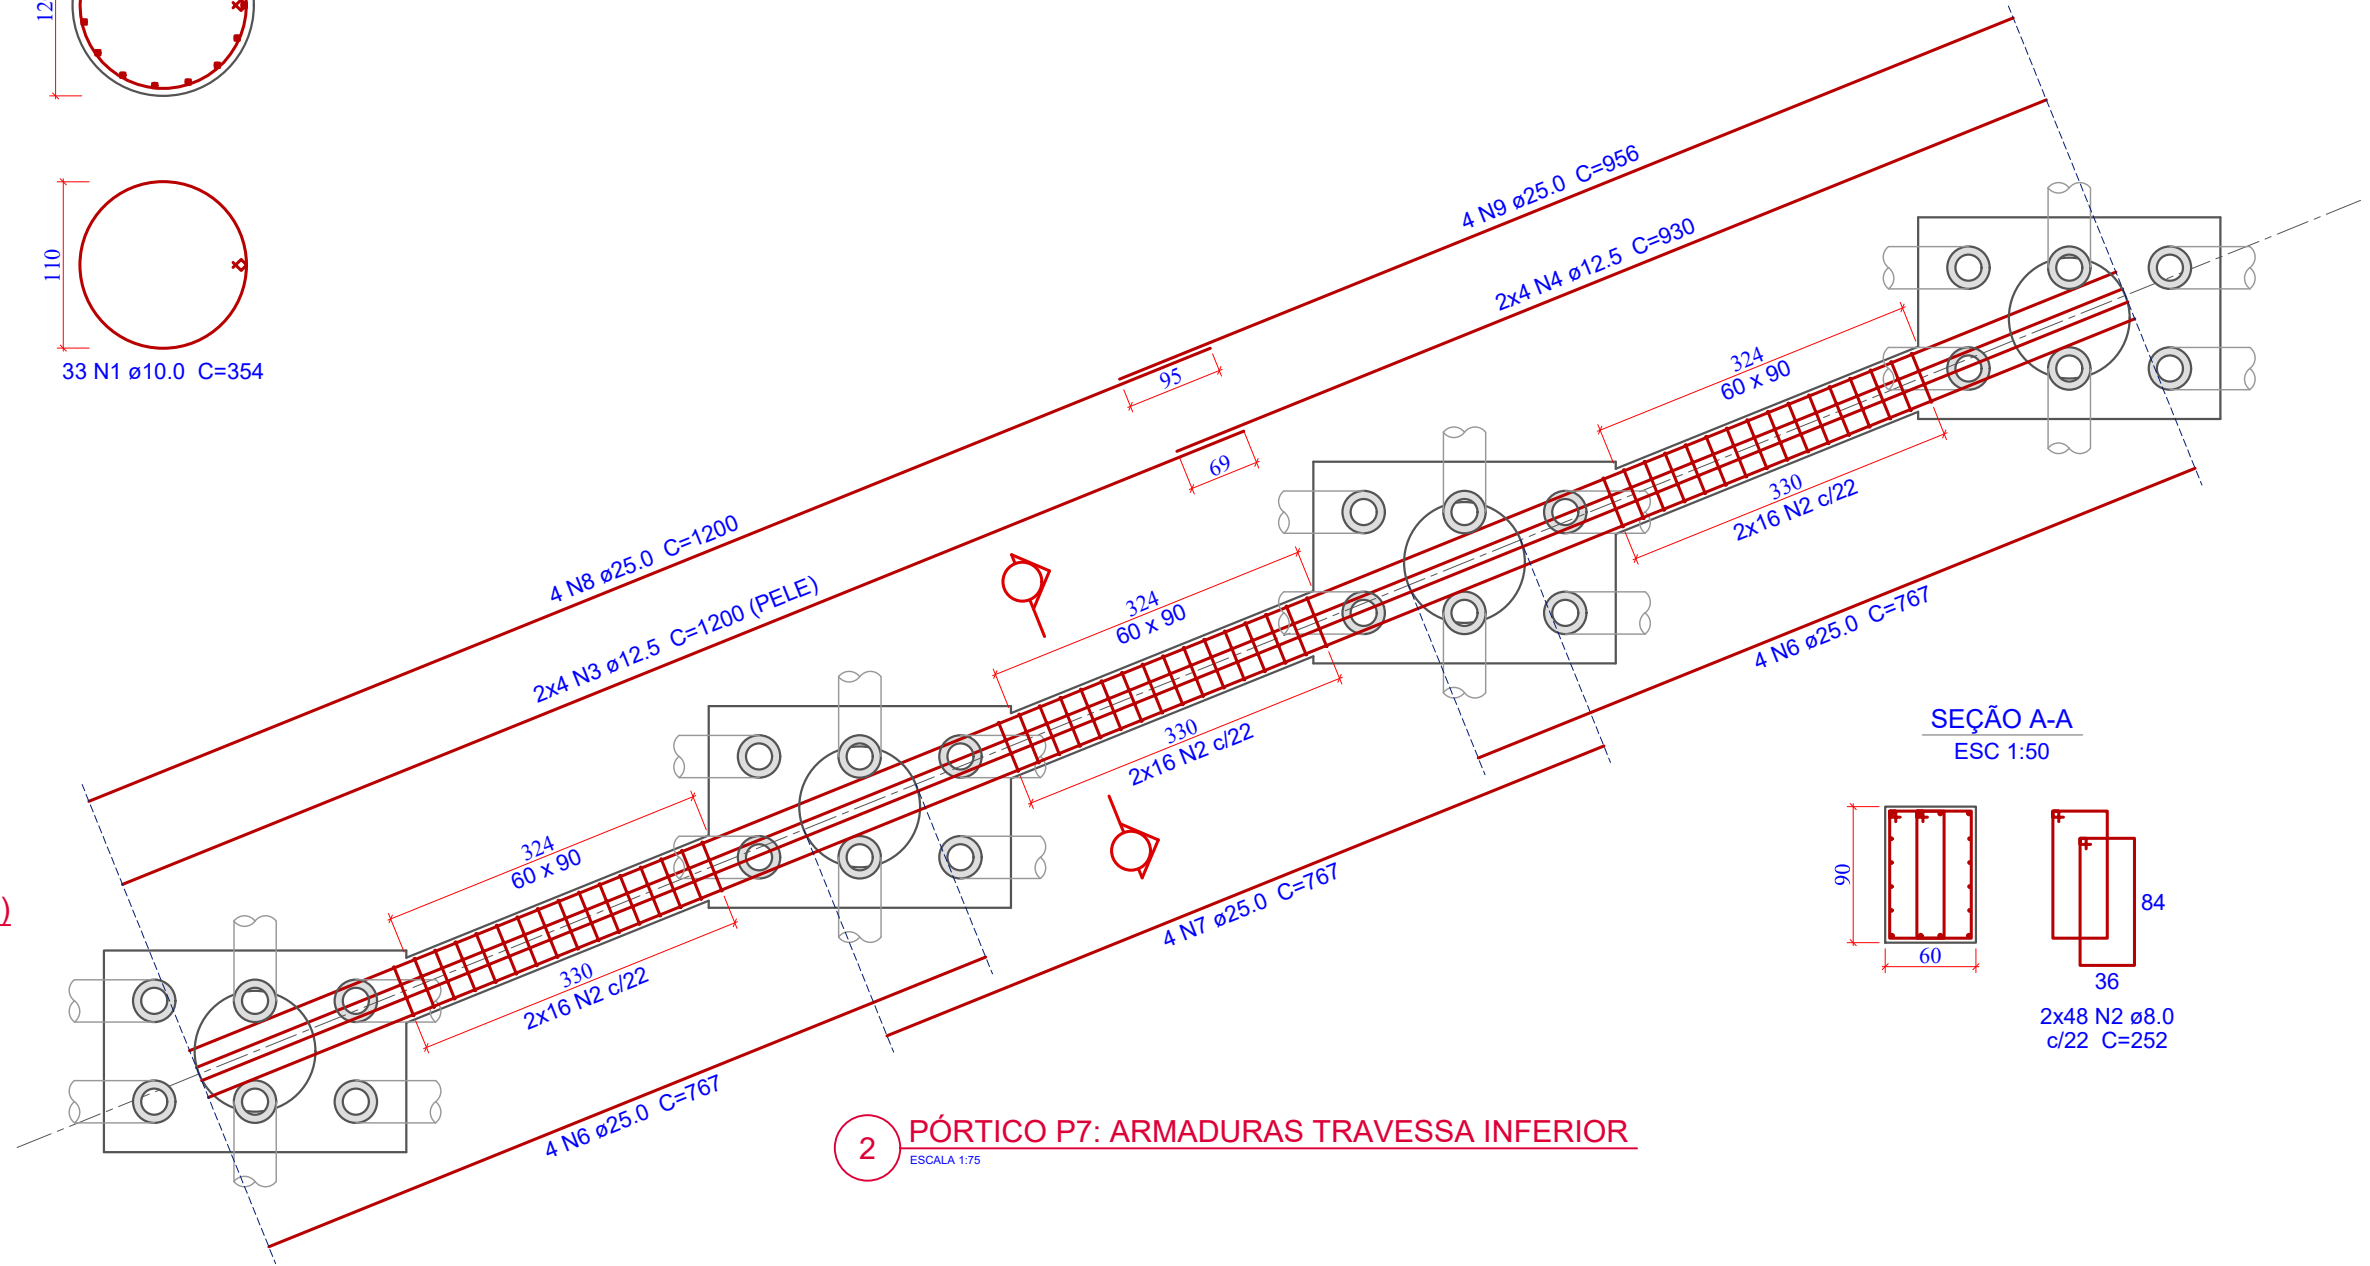 12
110
33 N1 ø10.0  C=354
4 N9 ø25.0  C=956
2x4 N4 ø12.5  C=930
95
69
4 N8 ø25.0  C=1200
2x4 N3 ø12.5  C=1200 (PELE)
324
60 x 90
330
2x16 N2 c/22
324
60 x 90
330
2x16 N2 c/22
324
60 x 90
330
2x16 N2 c/22
4 N6 ø25.0  C=767
4 N7 ø25.0  C=767
4 N6 ø25.0  C=767
)
SEÇÃO A-A
ESC 1:50
90
60
84
36
2x48 N2 ø8.0
c/22  C=252
2
PÓRTICO P7: ARMADURAS TRAVESSA INFERIOR
ESCALA 1:75